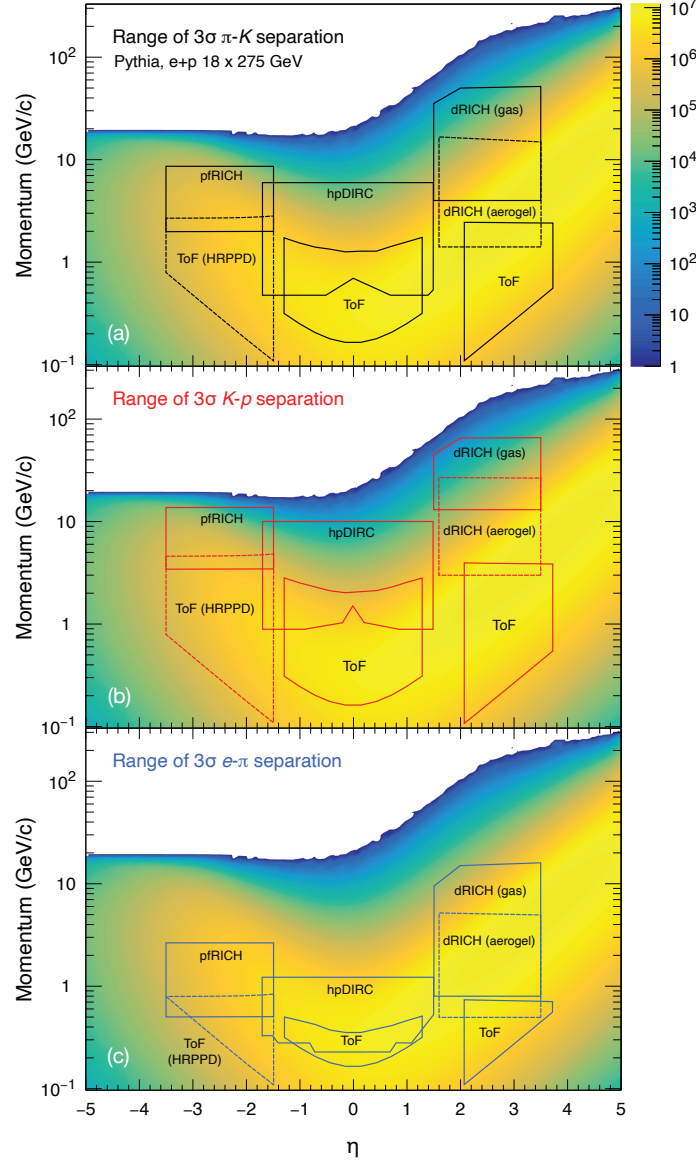 Range of 3σ π-K separation
Pythia, e+p 18 x 275 GeV
dRICH (gas)
pfRICH
hpDIRC
dRICH (aerogel)
ToF (HRPPD)
ToF
ToF
(a)
10²
10
1
10⁻¹
Momentum (GeV/c)
10⁷
10⁶
10⁵
10⁴
10³
10²
10
1
Range of 3σ K-p separation
dRICH (gas)
pfRICH
hpDIRC
dRICH (aerogel)
ToF (HRPPD)
ToF
ToF
(b)
10²
10
1
10⁻¹
Momentum (GeV/c)
Range of 3σ e-π separation
dRICH (gas)
dRICH (aerogel)
pfRICH
hpDIRC
ToF
(HRPPD)
ToF
ToF
(c)
10²
10
1
10⁻¹
Momentum (GeV/c)
−5 −4 −3 −2 −1 0 1 2 3 4 5
η